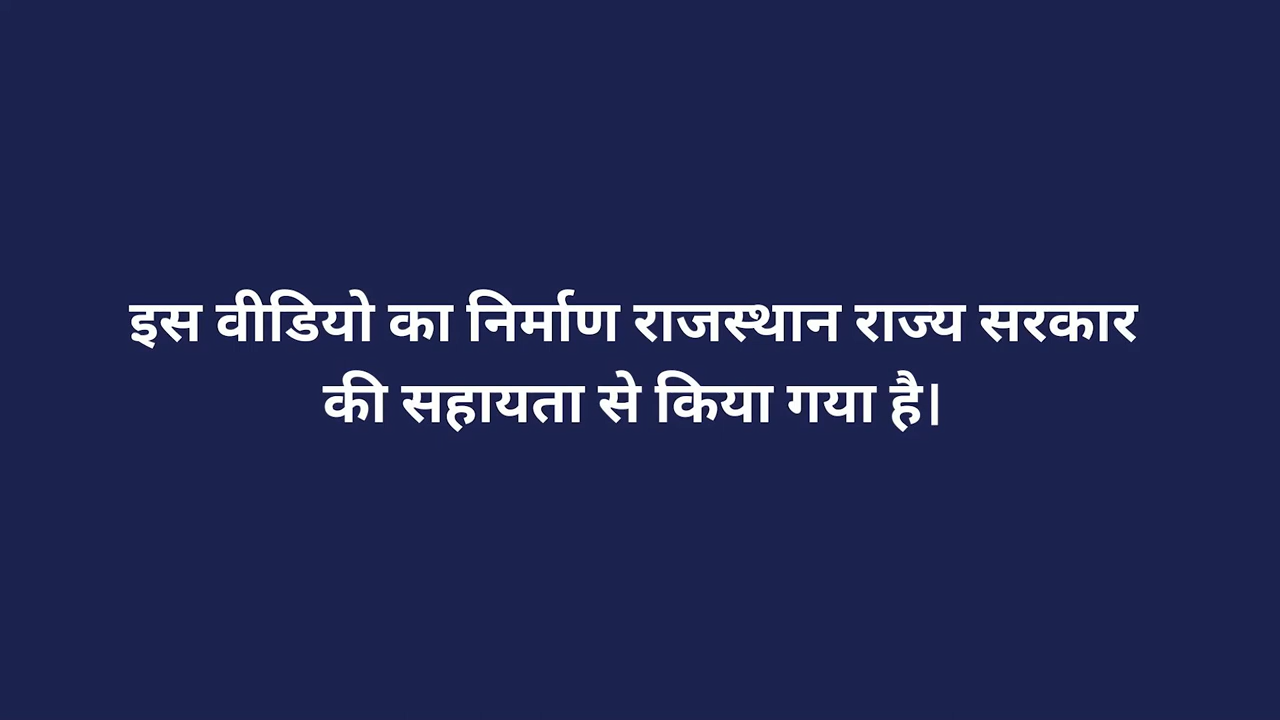 इस वीडियो का निर्माण राजस्थान राज्य सरकार
की सहायता से किया गया है।